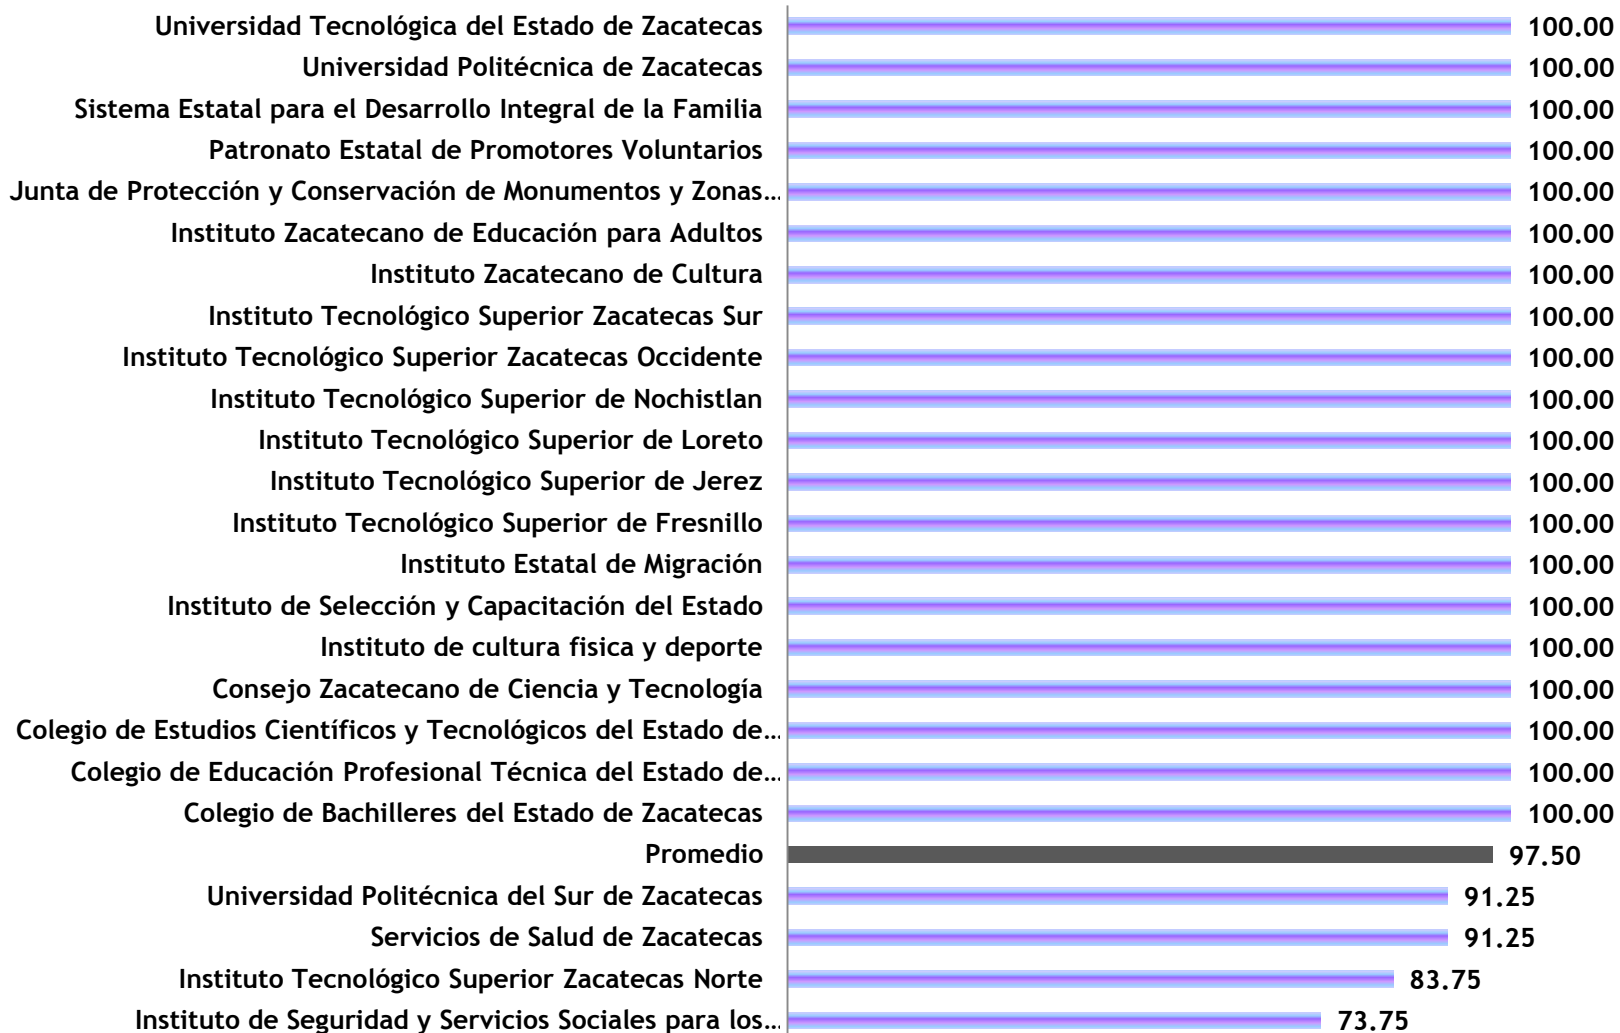 Universidad Tecnológica del Estado de Zacatecas 100.00
Universidad Politécnica de Zacatecas 100.00
Sistema Estatal para el Desarrollo Integral de la Familia 100.00
Patronato Estatal de Promotores Voluntarios 100.00
Junta de Protección y Conservación de Monumentos y Zonas… 100.00
Instituto Zacatecano de Educación para Adultos 100.00
Instituto Zacatecano de Cultura 100.00
Instituto Tecnológico Superior Zacatecas Sur 100.00
Instituto Tecnológico Superior Zacatecas Occidente 100.00
Instituto Tecnológico Superior de Nochistlan 100.00
Instituto Tecnológico Superior de Loreto 100.00
Instituto Tecnológico Superior de Jerez 100.00
Instituto Tecnológico Superior de Fresnillo 100.00
Instituto Estatal de Migración 100.00
Instituto de Selección y Capacitación del Estado 100.00
Instituto de cultura fisica y deporte 100.00
Consejo Zacatecano de Ciencia y Tecnología 100.00
Colegio de Estudios Científicos y Tecnológicos del Estado de… 100.00
Colegio de Educación Profesional Técnica del Estado de… 100.00
Colegio de Bachilleres del Estado de Zacatecas 100.00
Promedio 97.50
Universidad Politécnica del Sur de Zacatecas 91.25
Servicios de Salud de Zacatecas 91.25
Instituto Tecnológico Superior Zacatecas Norte 83.75
Instituto de Seguridad y Servicios Sociales para los… 73.75